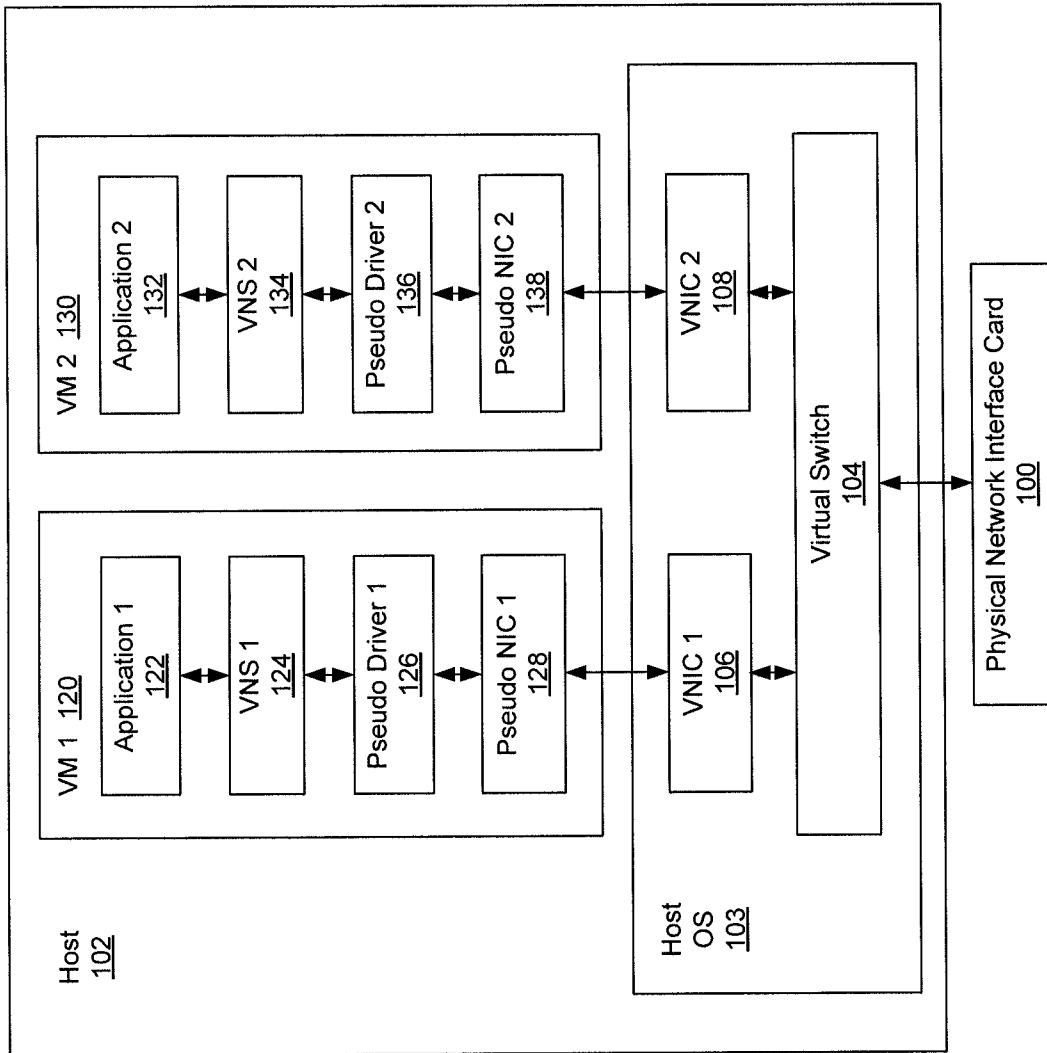 Host
102
VM 1 120
Application 1
122
VNS 1
124
Pseudo Driver 1
126
Pseudo NIC 1
128
VM 2 130
Application 2
132
VNS 2
134
Pseudo Driver 2
136
Pseudo NIC 2
138
Host
OS
103
VNIC 1
106
VNIC 2
108
Virtual Switch
104
Physical Network Interface Card
100